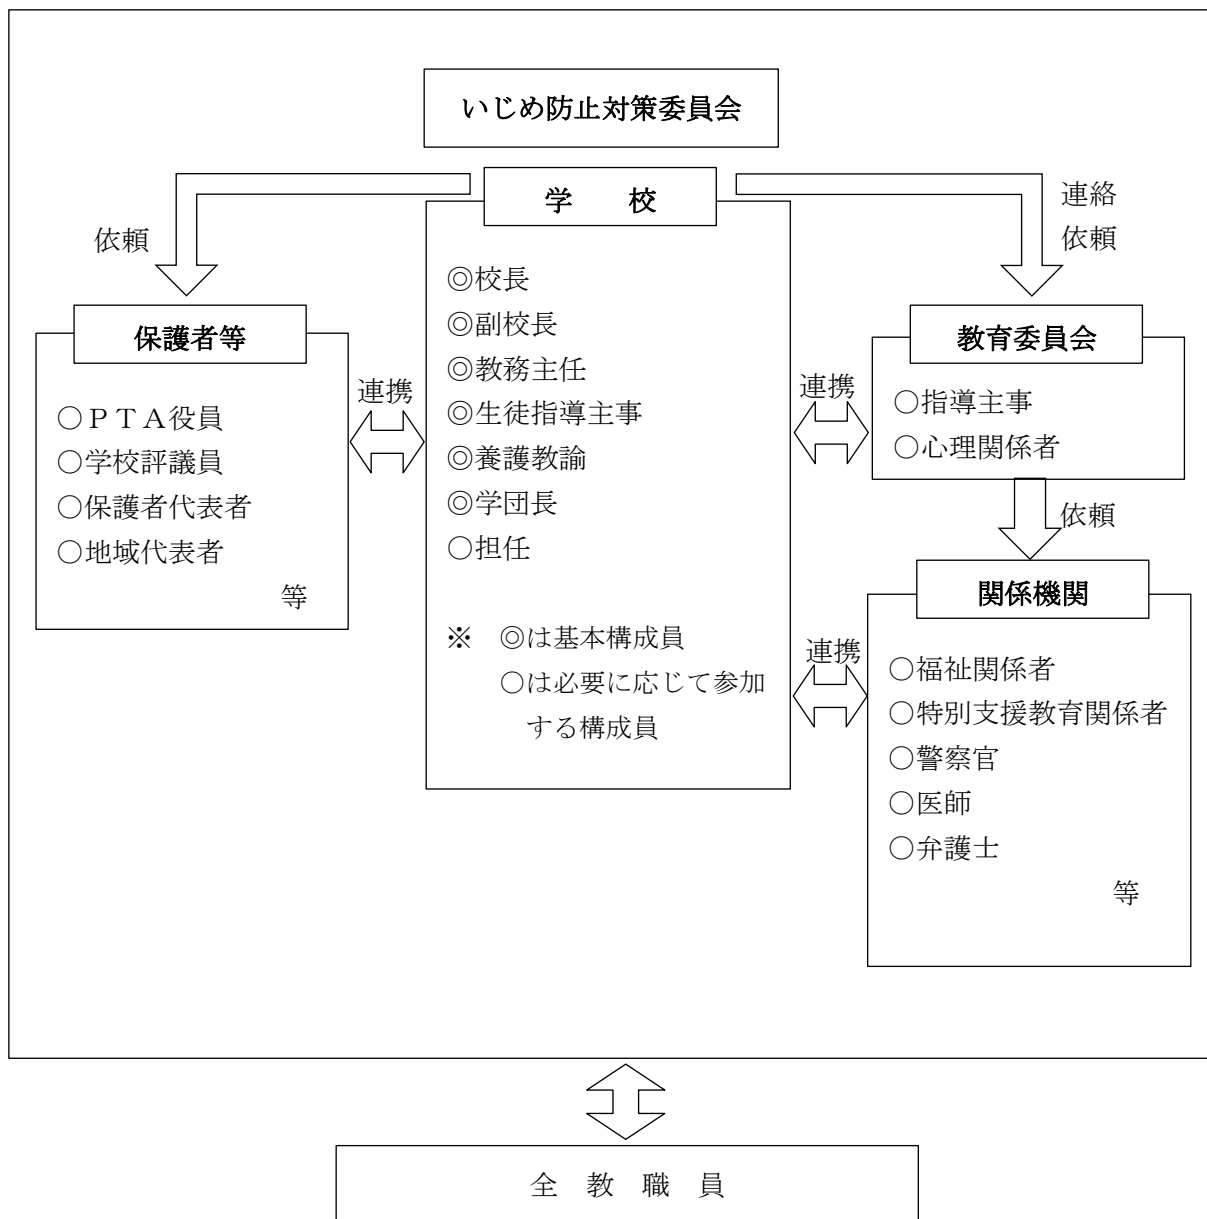 いじめ防止対策委員会
学　　校
◎校長
◎副校長
◎教務主任
◎生徒指導主事
◎養護教諭
◎学団長
○担任
※　◎は基本構成員
○は必要に応じて参加
する構成員
依頼
保護者等
○ＰＴＡ役員
○学校評議員
○保護者代表者
○地域代表者
等
連携
連絡
依頼
教育委員会
○指導主事
○心理関係者
連携
依頼
関係機関
○福祉関係者
○特別支援教育関係者
○警察官
○医師
○弁護士
等
連携
全　教　職　員